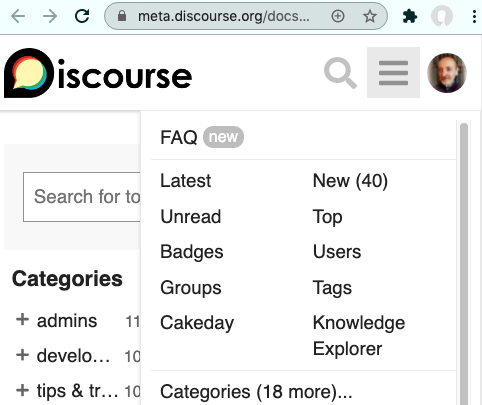 meta.discourse.org/docs...
Discourse
FAQ new
Latest New (40)
Search for to
Unread Top
Badges Users
Categories
Groups Tags
admins 11
Cakeday Knowledge
Explorer
develo... 10
tips & tr... 10
Categories (18 more)...